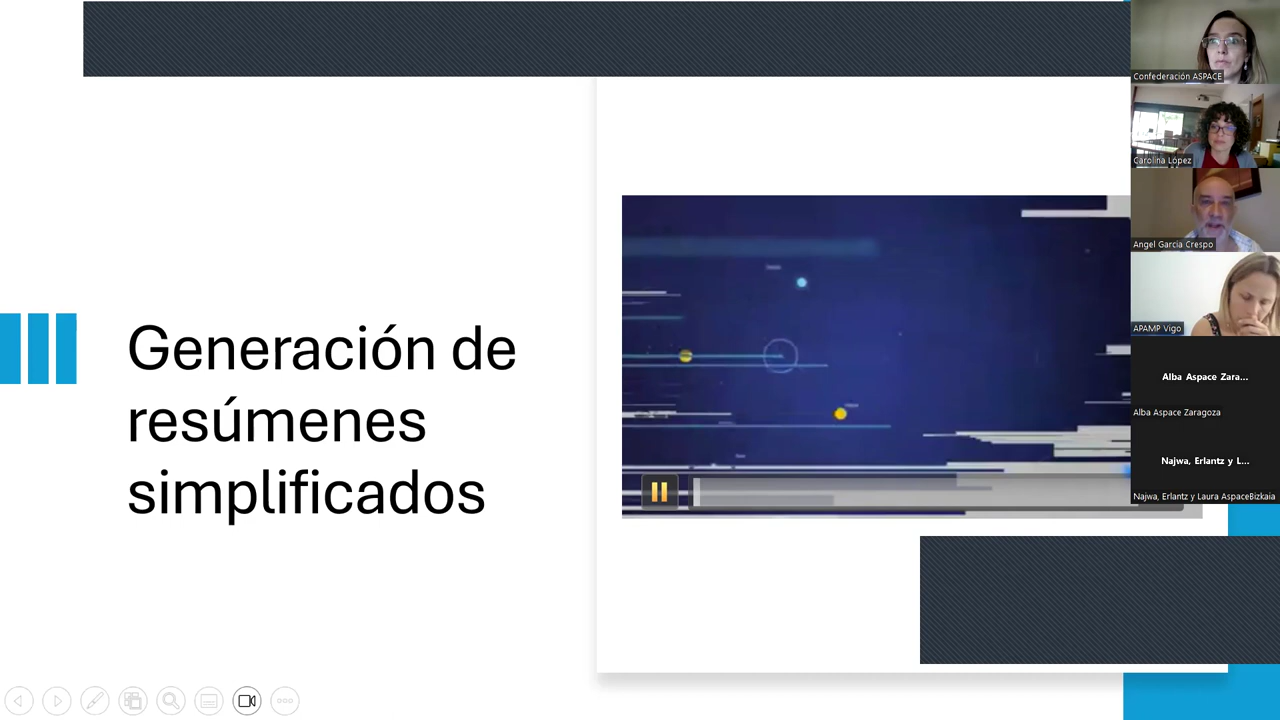 Generación de
resúmenes
simplificados
Confederación ASPACE
Carolina López
Angel Garcia Crespo
APAMP Vigo
Alba Aspace Zara...
Alba Aspace Zaragoza
Najwa, Erlantz y L...
Najwa, Erlantz y Laura AspaceBizkaia